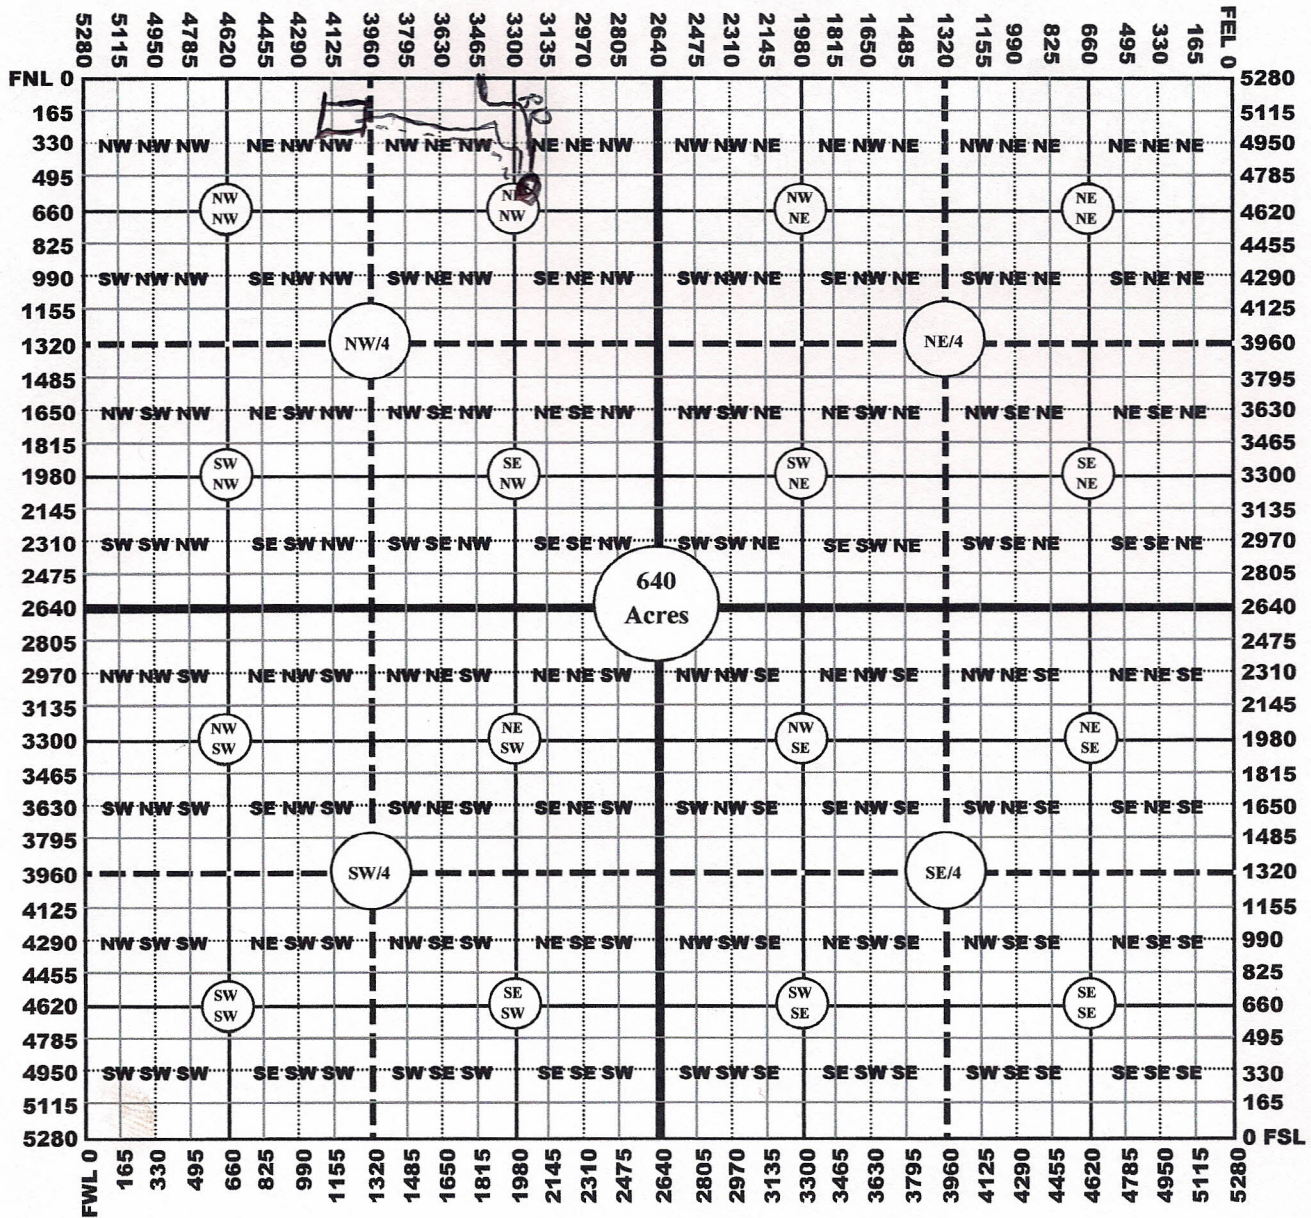 5280 5115 4950 4785 4620 4455 4290 4125 3960 3795 3630 3465 3300 3135 2970 2805 2640 2475 2310 2145 1980 1815 1650 1485 1320 1155 990 825 660 495 330 165 FEL 0
FNL 0 5280
165 5115
330 NW NW NW NE NW NW NW NE NW NE NE NW NW NW NE NE NW NE NW NE NE NE NE NE 4950
495 4785
NW NW NE NE
660 NW NW NE NE 4620
825 4455
990 SW NW NW SE NW NW SW NE NW SE NE NW SW NW NE SE NW NE SW NE NE SE NE NE 4290
1155 4125
1320 NW/4 NE/4 3960
1485 3795
1650 NW SW NW NE SW NW NW SE NW NE SE NW NW SW NE NE SW NE NW SE NE NE SE NE 3630
1815 3465
SW SE SW SE
1980 NW NW NE NE 3300
2145 3135
2310 SW SW NW SE SW NW SW SE NW SE SE NW SW SW NE SE SW NE SW SE NE SE SE NE 2970
2475 640 2805
2640 Acres 2640
2805 2475
2970 NW NW SW NE NW SW NW NE SW NE NE SW NW NW SE NE NW SE NW NE SE NE NE SE 2310
3135 2145
NW NE NW NE
3300 SW SW SE SE 1980
3465 1815
3630 SW NW SW SE NW SW SW NE SW SE NE SW SW NW SE SE NW SE SW NE SE SE NE SE 1650
3795 1485
3960 SW/4 SE/4 1320
4125 1155
4290 NW SW SW NE SW SW NW SE SW NE SE SW NW SW SE NE SW SE NW SE SE NE SE SE 990
4455 825
SW SE SW SE
4620 SW SW SE SE 660
4785 495
4950 SW SW SW SE SW SW SW SE SW SE SE SW SW SW SE SE SW SE SW SE SE SE SE SE 330
5115 165
5280 0 FSL
FWL 0 165 330 495 660 825 990 1155 1320 1485 1650 1815 1980 2145 2310 2475 2640 2805 2970 3135 3300 3465 3630 3795 3960 4125 4290 4455 4620 4785 4950 5115 5280